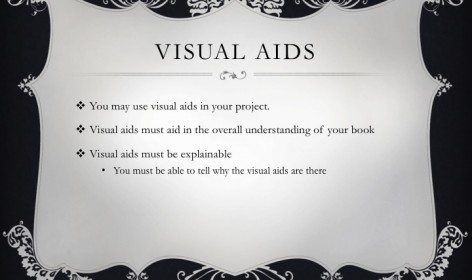 VISUAL AIDS
❖ You may use visual aids in your project.
❖ Visual aids must aid in the overall understanding of your book
❖ Visual aids must be explainable
• You must be able to tell why the visual aids are there